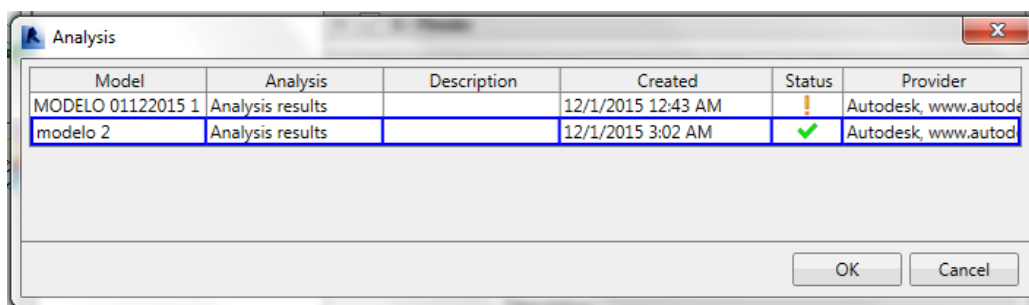 Analysis
Model Analysis Description Created Status Provider
MODELO 01122015 1 Analysis results 12/1/2015 12:43 AM Autodesk, www.autode
modelo 2 Analysis results 12/1/2015 3:02 AM Autodesk, www.autode
OK Cancel